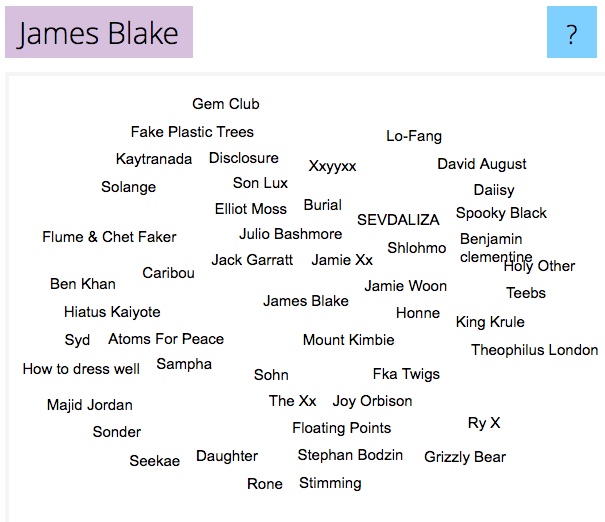 James Blake
?
Gem Club
Fake Plastic Trees
Lo-Fang
Kaytranada
Disclosure
Xxyyxx
David August
Solange
Son Lux
Daiisy
Elliot Moss
Burial
SEVDALIZA
Spooky Black
Flume & Chet Faker
Julio Bashmore
Shlohmo
Benjamin
clementine
Jack Garratt
Jamie Xx
Holy Other
Caribou
Ben Khan
Jamie Woon
Teebs
James Blake
Hiatus Kaiyote
Honne
King Krule
Syd
Atoms For Peace
Mount Kimbie
Theophilus London
How to dress well
Sampha
Sohn
Fka Twigs
Majid Jordan
The Xx
Joy Orbison
Sonder
Floating Points
Ry X
Seekae
Daughter
Stephan Bodzin
Grizzly Bear
Rone
Stimming